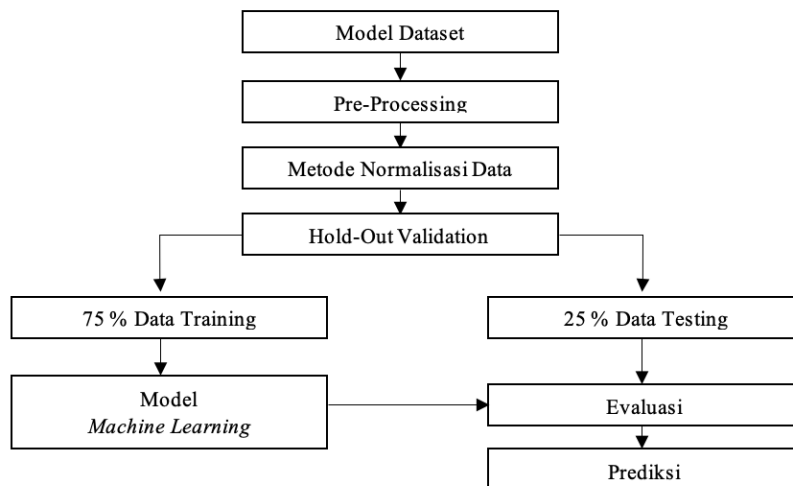 Model Dataset
Pre-Processing
Metode Normalisasi Data
Hold-Out Validation
75 % Data Training
25 % Data Testing
Model
Machine Learning
Evaluasi
Prediksi